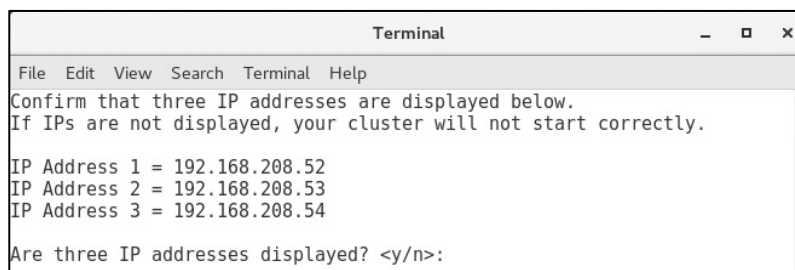 Terminal
File Edit View Search Terminal Help
Confirm that three IP addresses are displayed below.
If IPs are not displayed, your cluster will not start correctly.
IP Address 1 = 192.168.208.52
IP Address 2 = 192.168.208.53
IP Address 3 = 192.168.208.54
Are three IP addresses displayed? <y/n>: